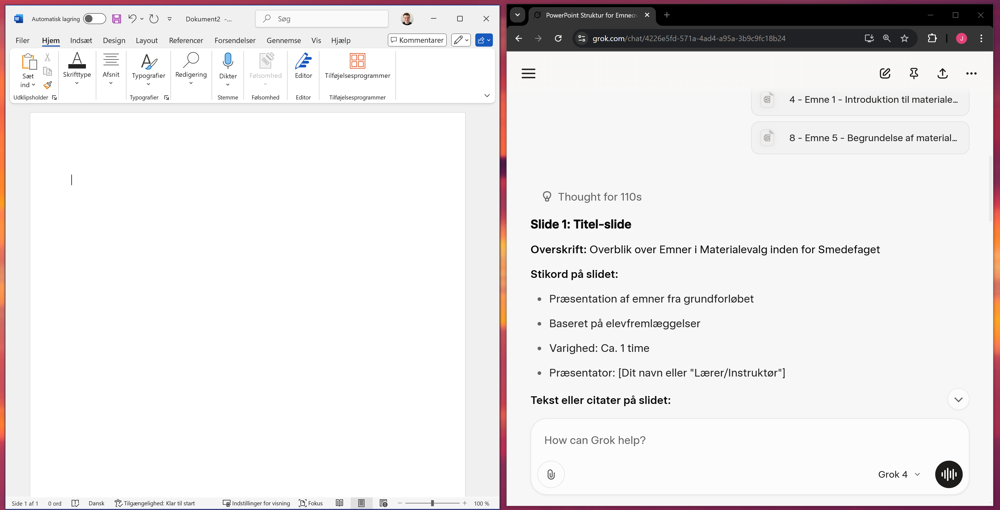 Automatisk lagring
Dokument2 -...
Søg
Filer Hjem Indsæt Design Layout Referencer Forsendelser Gennemse Vis Hjælp Kommentarer
Sæt ind
Skrifttype
Afsnit
Typografier
Redigering
Dikter
Følsomhed
Editor
Tilføjelsesprogrammer
Udklipsholder
Typografier
Stemme
Følsomhed
Editor
Tilføjelsesprogrammer
Side 1 af 1
0 ord
Dansk
Tilgængelighed: Klar til start
Indstillinger for visning
Fokus
100 %
PowerPoint Struktur for Emneov
grok.com/chat/4226e5fd-571a-4ad4-a95a-3b9c9fc18b24
J
4 - Emne 1 - Introduktion til materiale...
8 - Emne 5 - Begrundelse af material...
Thought for 110s
Slide 1: Titel-slide
Overskrift: Overblik over Emner i Materialevalg inden for Smedefaget
Stikord på slidet:
• Præsentation af emner fra grundforløbet
• Baseret på elevfremlæggelser
• Varighed: Ca. 1 time
• Præsentator: [Dit navn eller "Lærer/Instruktør"]
Tekst eller citater på slidet:
How can Grok help?
Grok 4